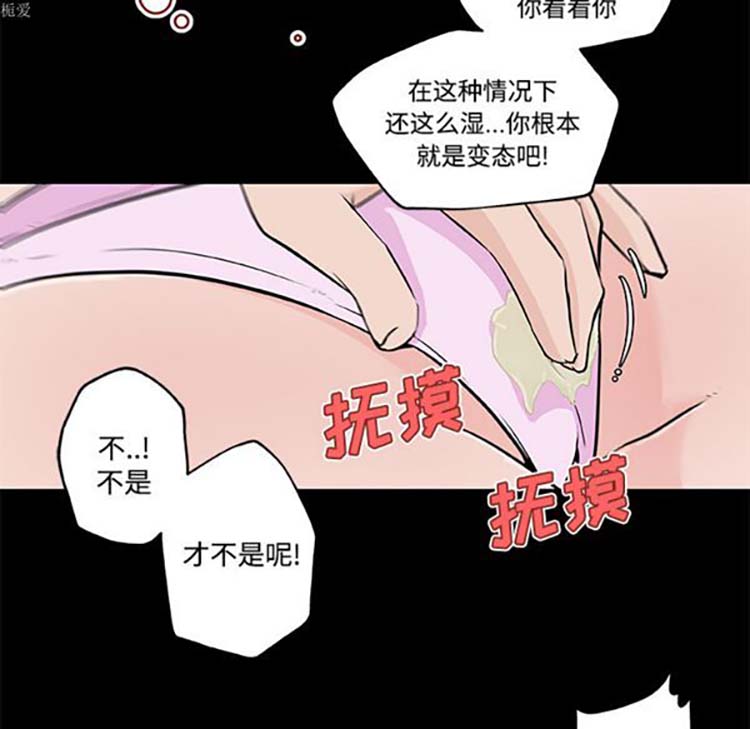 栀爱
你看看你
在这种情况下
还这么湿...你根本
就是变态吧!
抚摸
不..!
不是
抚摸
才不是呢!